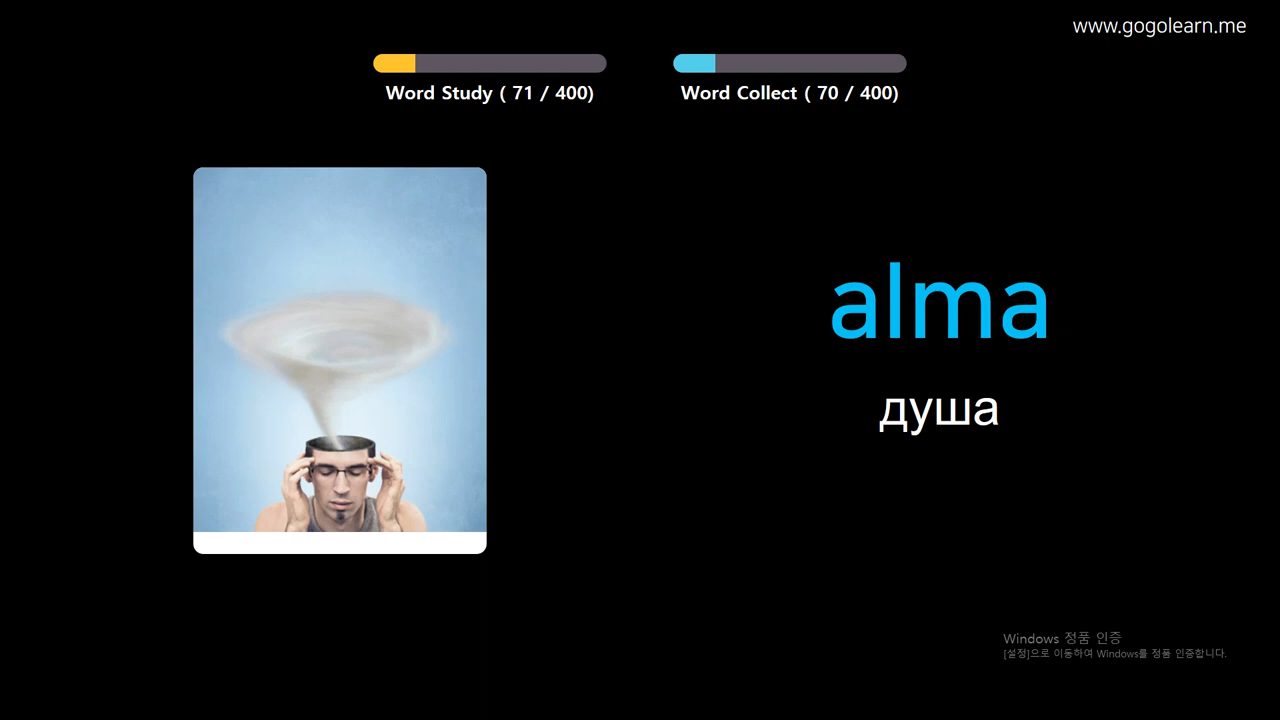 www.gogolearn.me
Word Study ( 71 / 400)
Word Collect ( 70 / 400)
alma
душа
Windows 정품 인증
[설정]으로 이동하여 Windows를 정품 인증합니다.